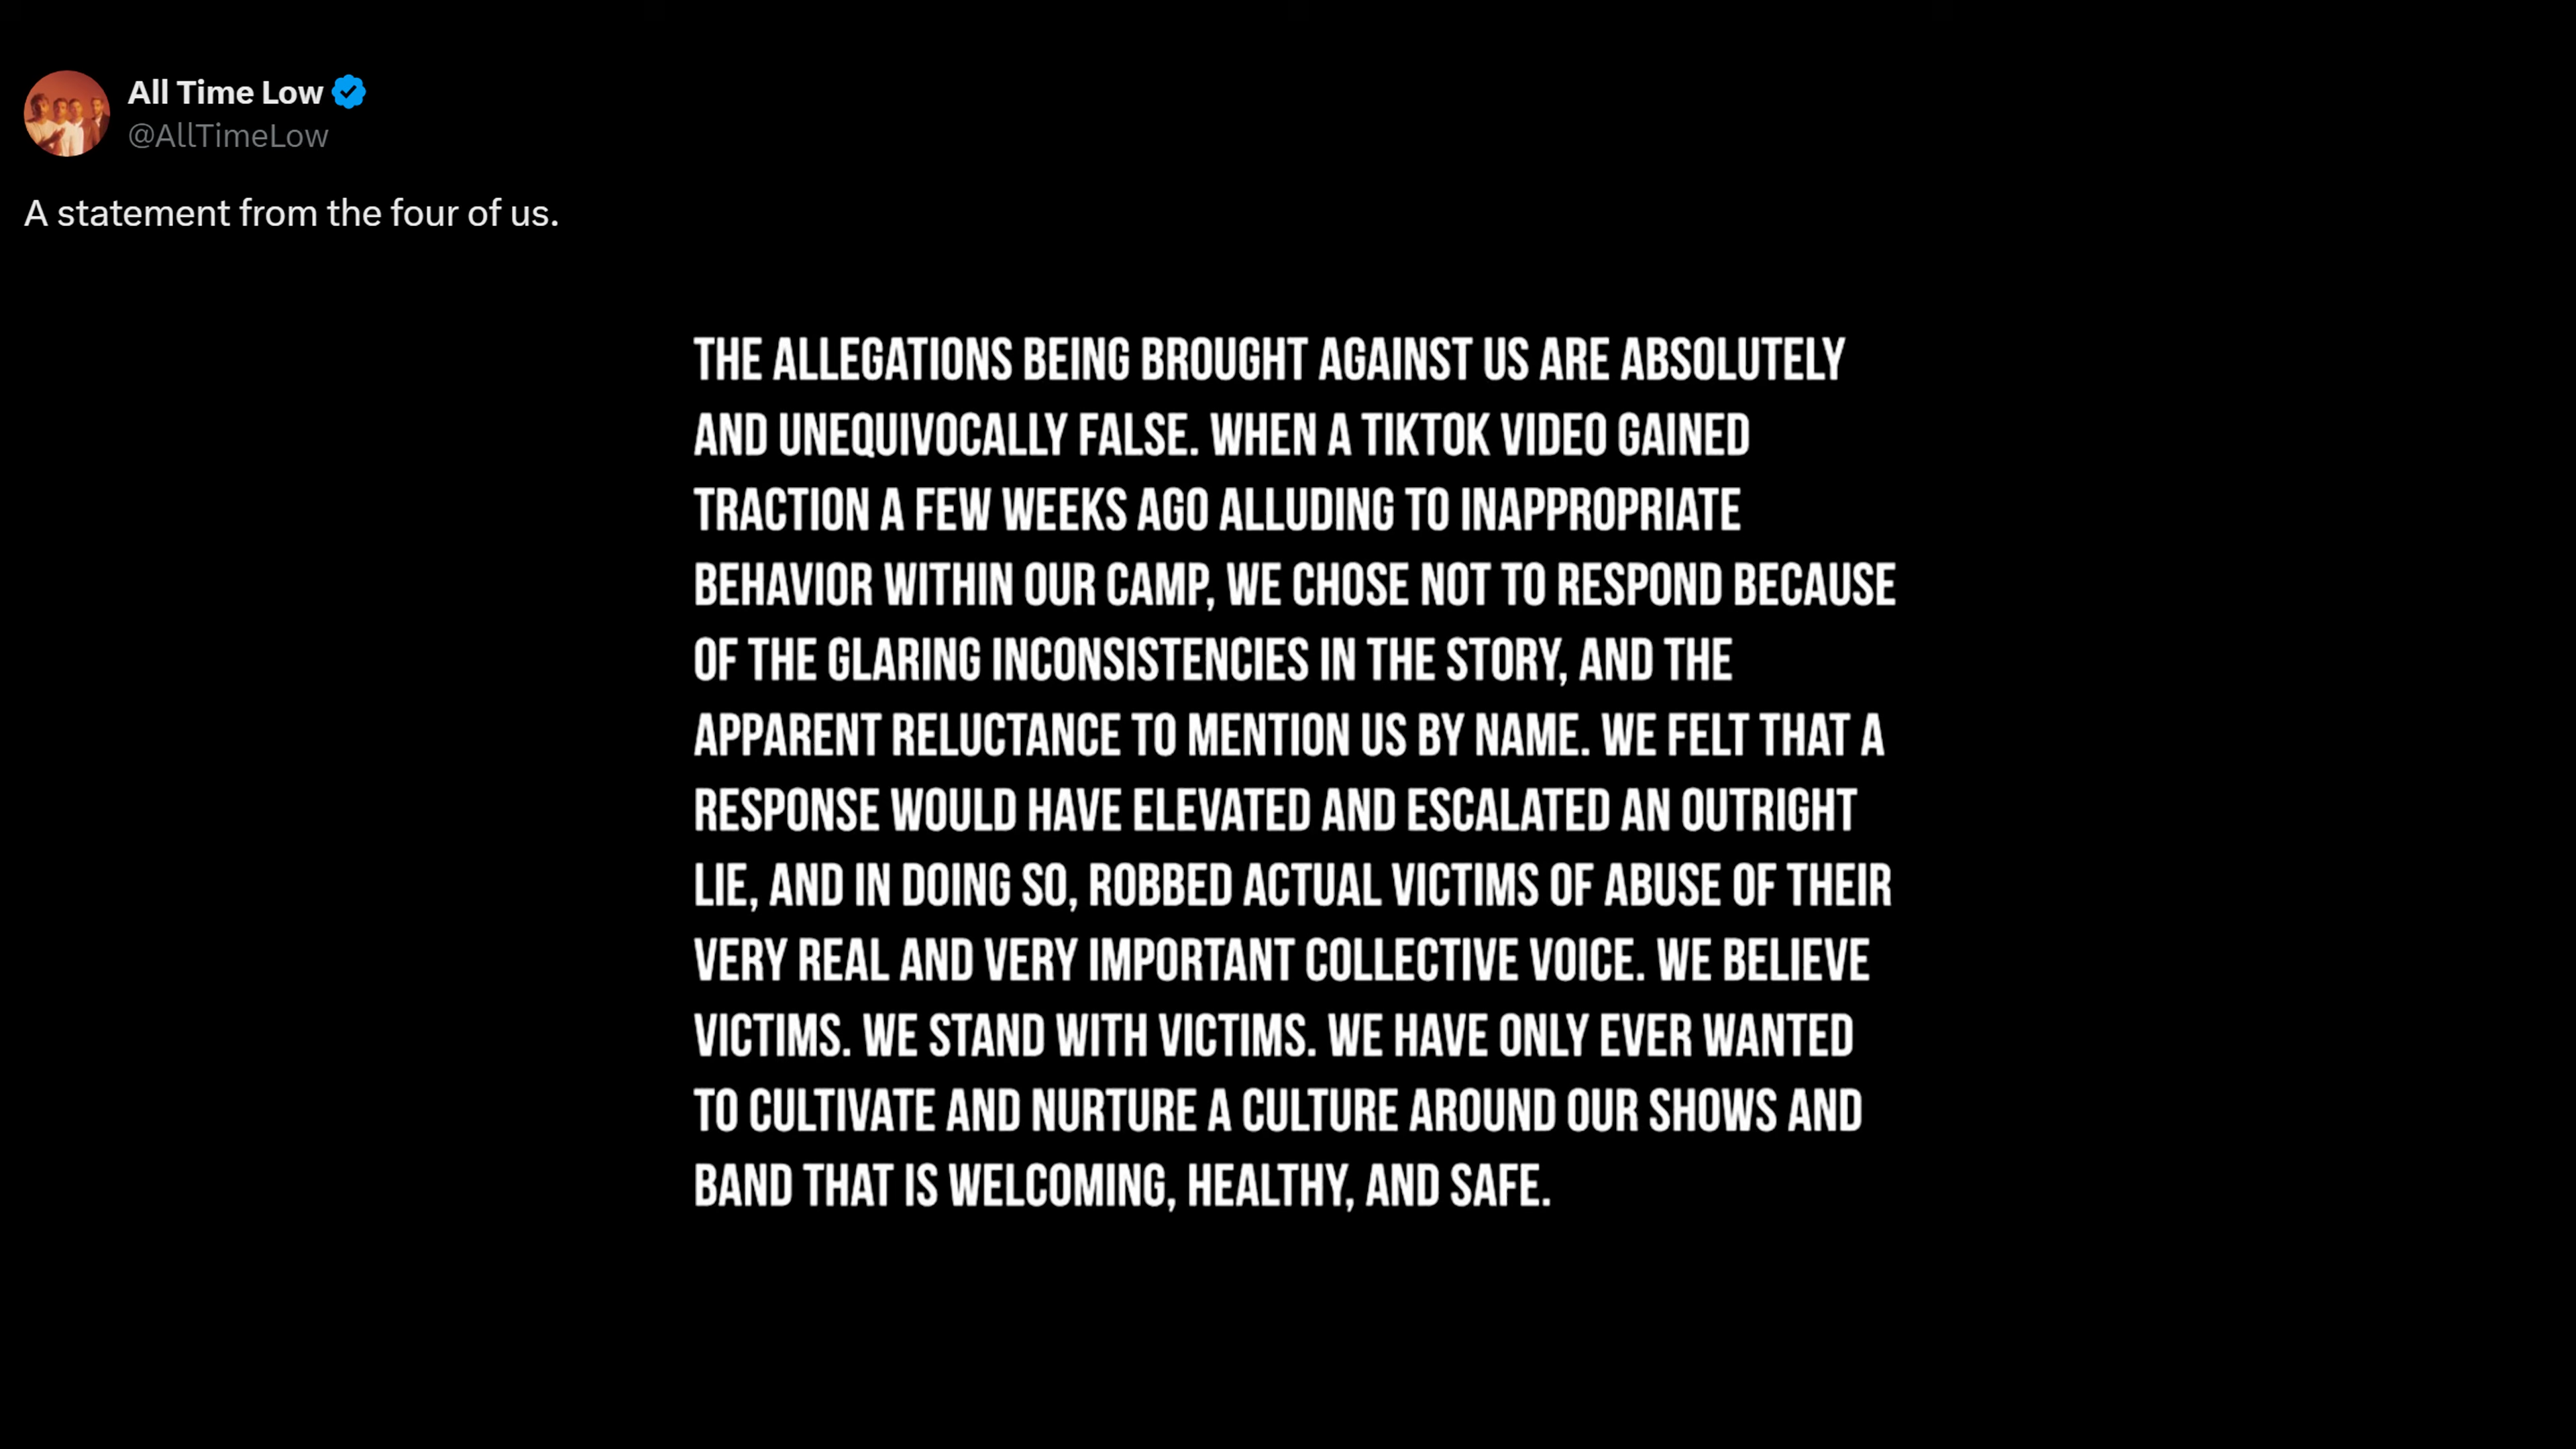 All Time Low
@AllTimeLow
A statement from the four of us.
THE ALLEGATIONS BEING BROUGHT AGAINST US ARE ABSOLUTELY
AND UNEQUIVOCALLY FALSE. WHEN A TIKTOK VIDEO GAINED
TRACTION A FEW WEEKS AGO ALLUDING TO INAPPROPRIATE
BEHAVIOR WITHIN OUR CAMP, WE CHOSE NOT TO RESPOND BECAUSE
OF THE GLARING INCONSISTENCIES IN THE STORY, AND THE
APPARENT RELUCTANCE TO MENTION US BY NAME. WE FELT THAT A
RESPONSE WOULD HAVE ELEVATED AND ESCALATED AN OUTRIGHT
LIE, AND IN DOING SO, ROBBED ACTUAL VICTIMS OF ABUSE OF THEIR
VERY REAL AND VERY IMPORTANT COLLECTIVE VOICE. WE BELIEVE
VICTIMS. WE STAND WITH VICTIMS. WE HAVE ONLY EVER WANTED
TO CULTIVATE AND NURTURE A CULTURE AROUND OUR SHOWS AND
BAND THAT IS WELCOMING, HEALTHY, AND SAFE.